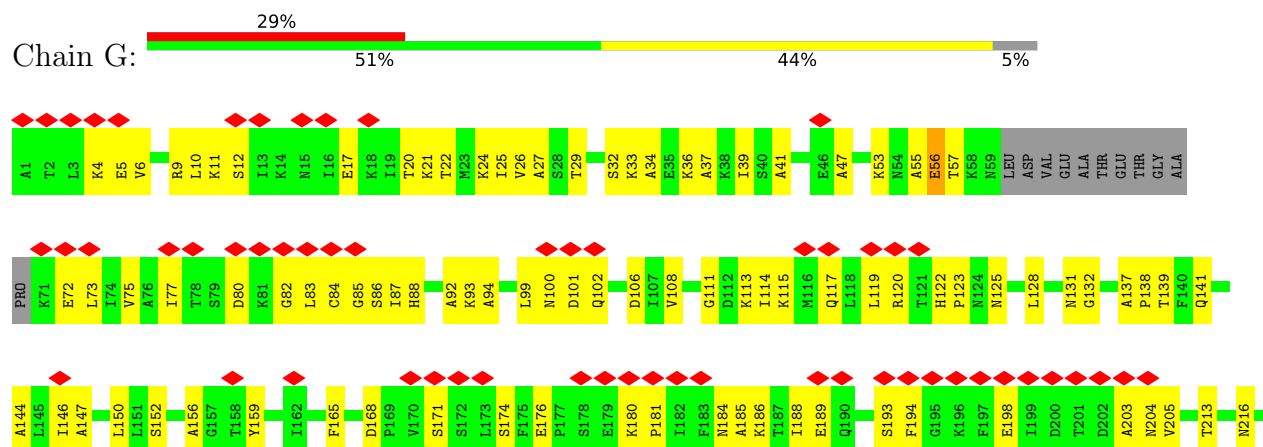 29%
Chain G:
51% 44% 5%
A1 T2 L3 K4 E5 V6 R9 L10 K11 S12 I13 K14 N15 I16 E17 K18 I19 T20 K21 T22 M23 K24 I25 V26 A27 S28 T29 S32 K33 A34 E35 K36 A37 K38 I39 S40 A41 E46 A47 K53 N54 A55 E56 T57 K58 N59 LEU ASP VAL GLU ALA THR GLU THR GLY ALA
PRO K71 E72 L73 I74 V75 A76 I77 T78 S79 D80 K81 G82 L83 C84 G85 S86 I87 H88 A92 K93 A94 L99 N100 D101 Q102 D106 I107 V108 G111 D112 K113 I114 K115 M116 Q117 L118 L119 R120 T121 H122 P123 N124 N125 L128 N131 G132 A137 P138 T139 F140 Q141
A144 L145 I146 A147 L150 L151 S152 A156 G157 T158 Y159 I162 F165 D168 P169 V170 S171 S172 L173 S174 F175 E176 P177 S178 E179 K180 P181 I182 F183 N184 A185 K186 T187 I188 E189 Q190 S193 F194 G195 K196 F197 E198 I199 D200 T201 D202 A203 N204 V205 T213 N216